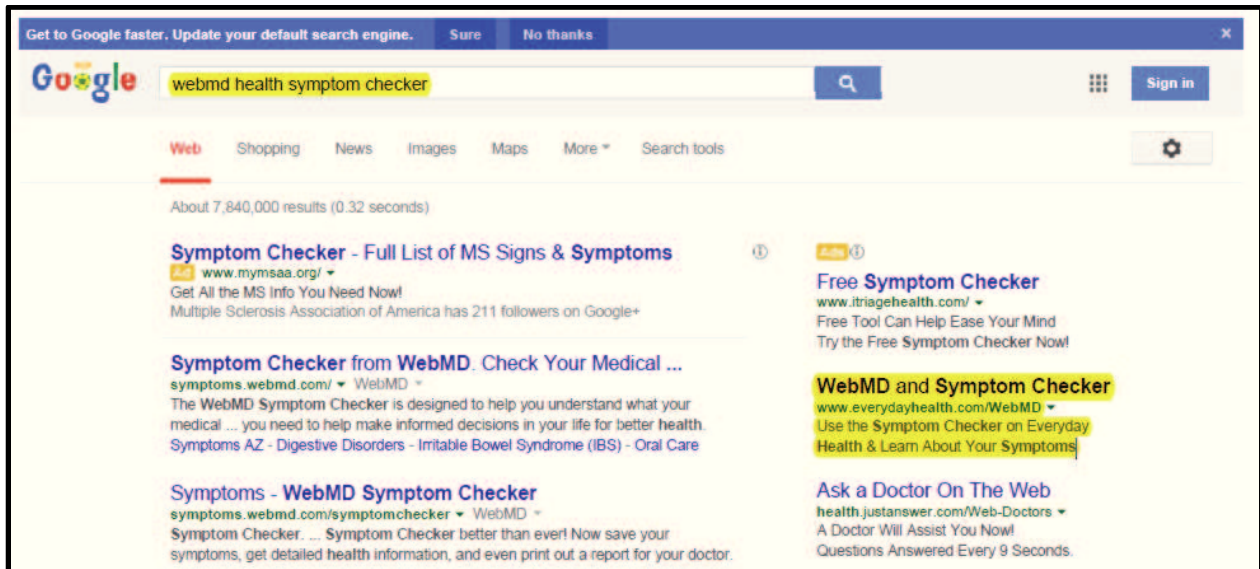 Get to Google faster. Update your default search engine. Sure No thanks ×
Google
webmd health symptom checker
Sign in
Web Shopping News Images Maps More Search tools
About 7,840,000 results (0.32 seconds)
Symptom Checker - Full List of MS Signs & Symptoms
Ad www.mymsaa.org/
Get All the MS Info You Need Now!
Multiple Sclerosis Association of America has 211 followers on Google+
Symptom Checker from WebMD. Check Your Medical ...
symptoms.webmd.com/ WebMD
The WebMD Symptom Checker is designed to help you understand what your
medical ... you need to help make informed decisions in your life for better health.
Symptoms AZ - Digestive Disorders - Irritable Bowel Syndrome (IBS) - Oral Care
Symptoms - WebMD Symptom Checker
symptoms.webmd.com/symptomchecker WebMD
Symptom Checker. ... Symptom Checker better than ever! Now save your
symptoms, get detailed health information, and even print out a report for your doctor.
Ads
Free Symptom Checker
www.itriagehealth.com/
Free Tool Can Help Ease Your Mind
Try the Free Symptom Checker Now!
WebMD and Symptom Checker
www.everydayhealth.com/WebMD
Use the Symptom Checker on Everyday
Health & Learn About Your Symptoms
Ask a Doctor On The Web
health.justanswer.com/Web-Doctors
A Doctor Will Assist You Now!
Questions Answered Every 9 Seconds.